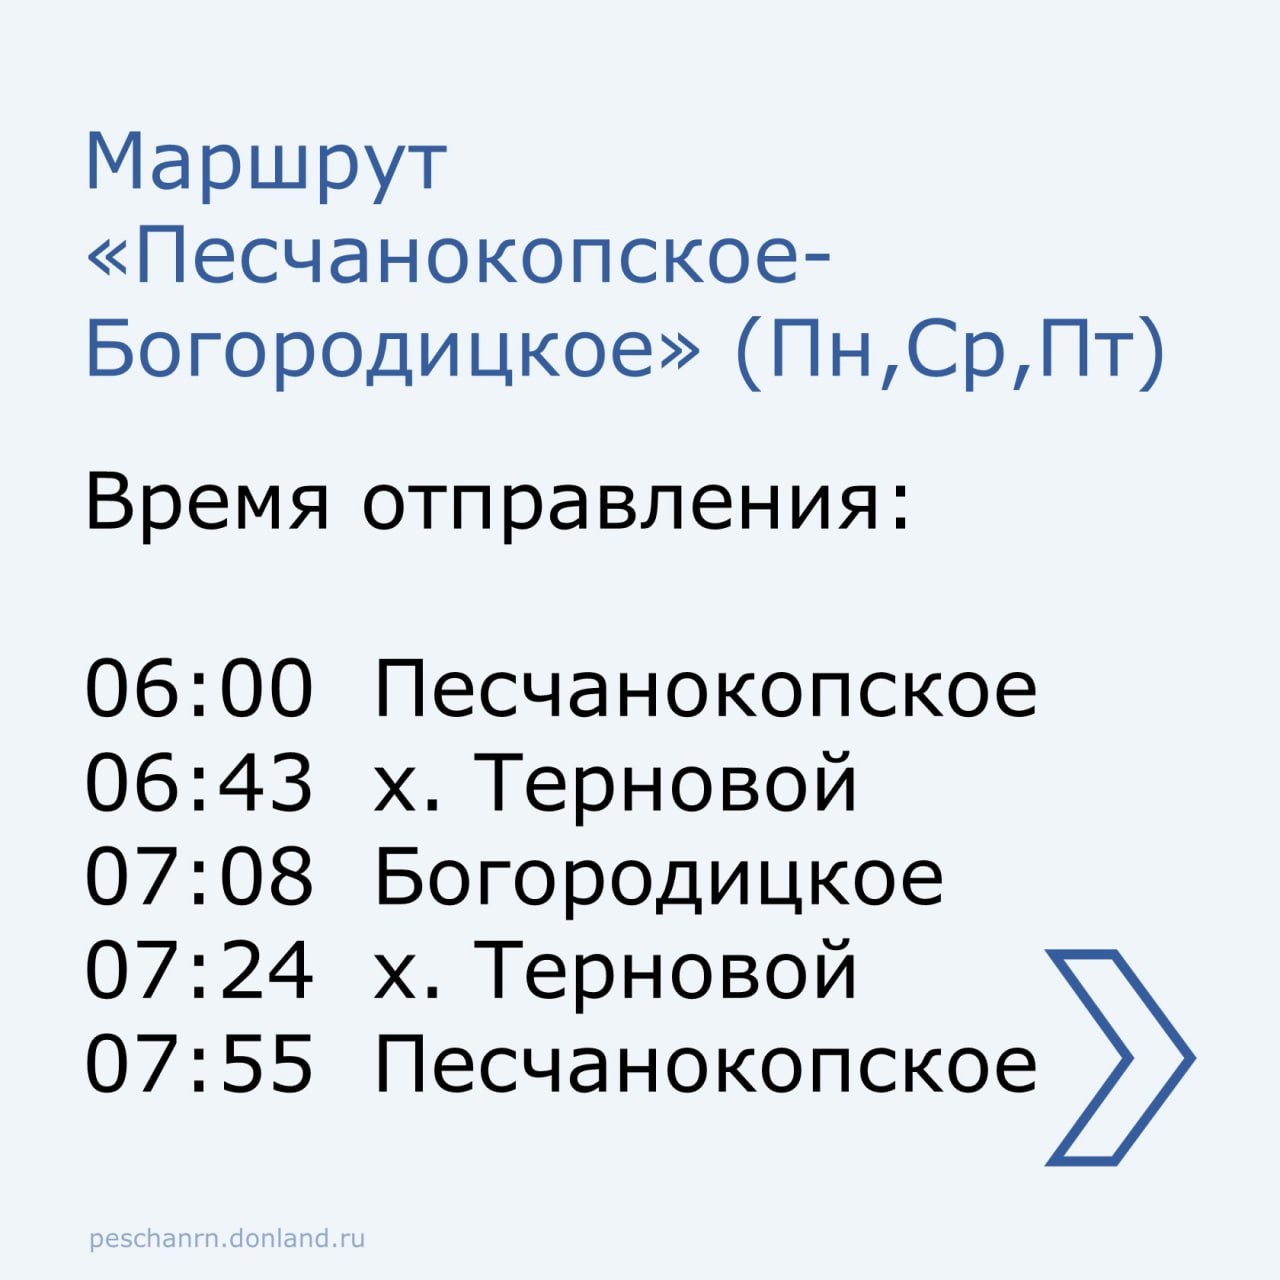 Маршрут
«Песчанокопское-
Богородицкое» (Пн,Ср,Пт)
Время отправления:
06:00 Песчанокопское
06:43 х. Терновой
07:08 Богородицкое
07:24 х. Терновой
07:55 Песчанокопское
peschanrn.donland.ru